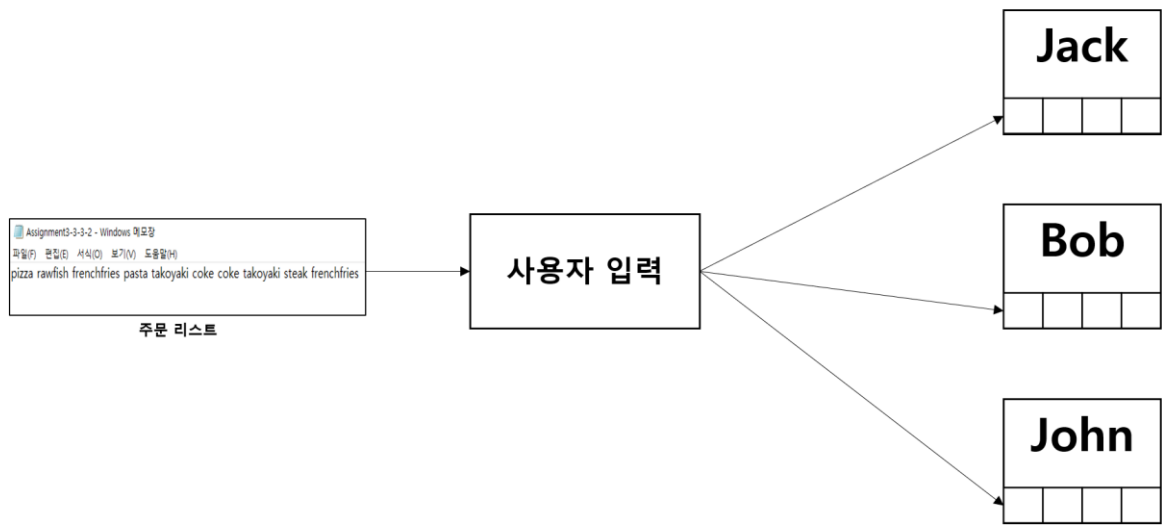 Jack
Assignment3-3-3-2 - Windows 메모장
파일(F) 편집(E) 서식(O) 보기(V) 도움말(H)
pizza rawfish frenchfries pasta takoyaki coke coke takoyaki steak frenchfries
주문 리스트
사용자 입력
Bob
John